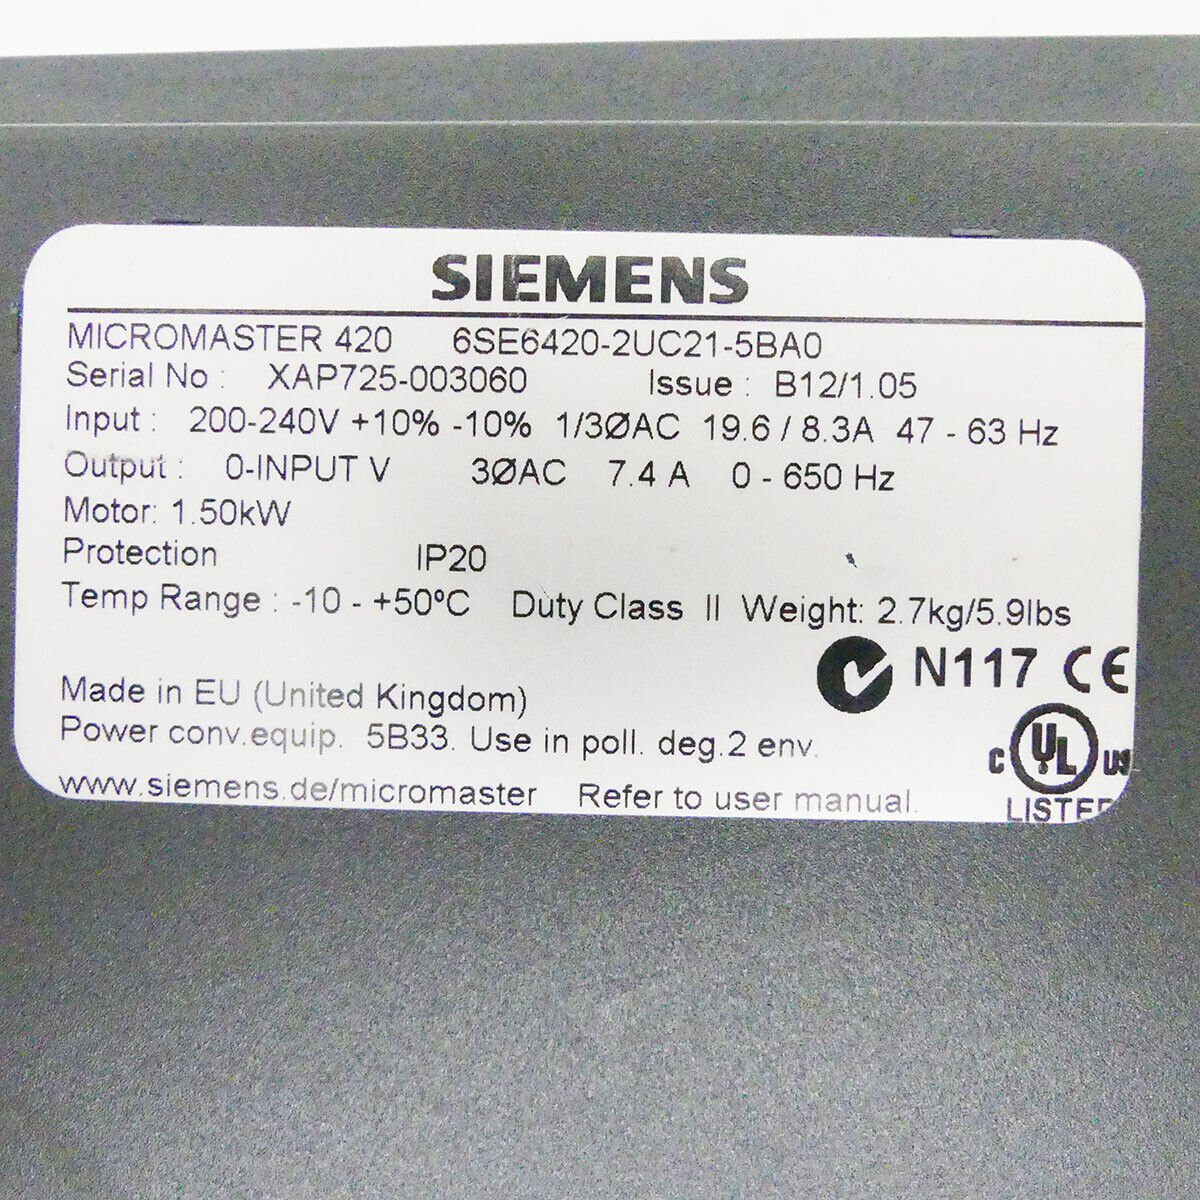 SIEMENS
MICROMASTER 420 6SE6420-2UC21-5BA0
Serial No : XAP725-003060 Issue : B12/1.05
Input : 200-240V +10% -10% 1/3ØAC 19.6 / 8.3A 47 - 63 Hz
Output : 0-INPUT V 3ØAC 7.4 A 0 - 650 Hz
Motor: 1.50kW
Protection IP20
Temp Range : -10 - +50ºC Duty Class II Weight: 2.7kg/5.9lbs
N117 CE
Made in EU (United Kingdom)
Power conv.equip. 5B33. Use in poll. deg.2 env.
C UL US
www.siemens.de/micromaster Refer to user manual.
LISTED